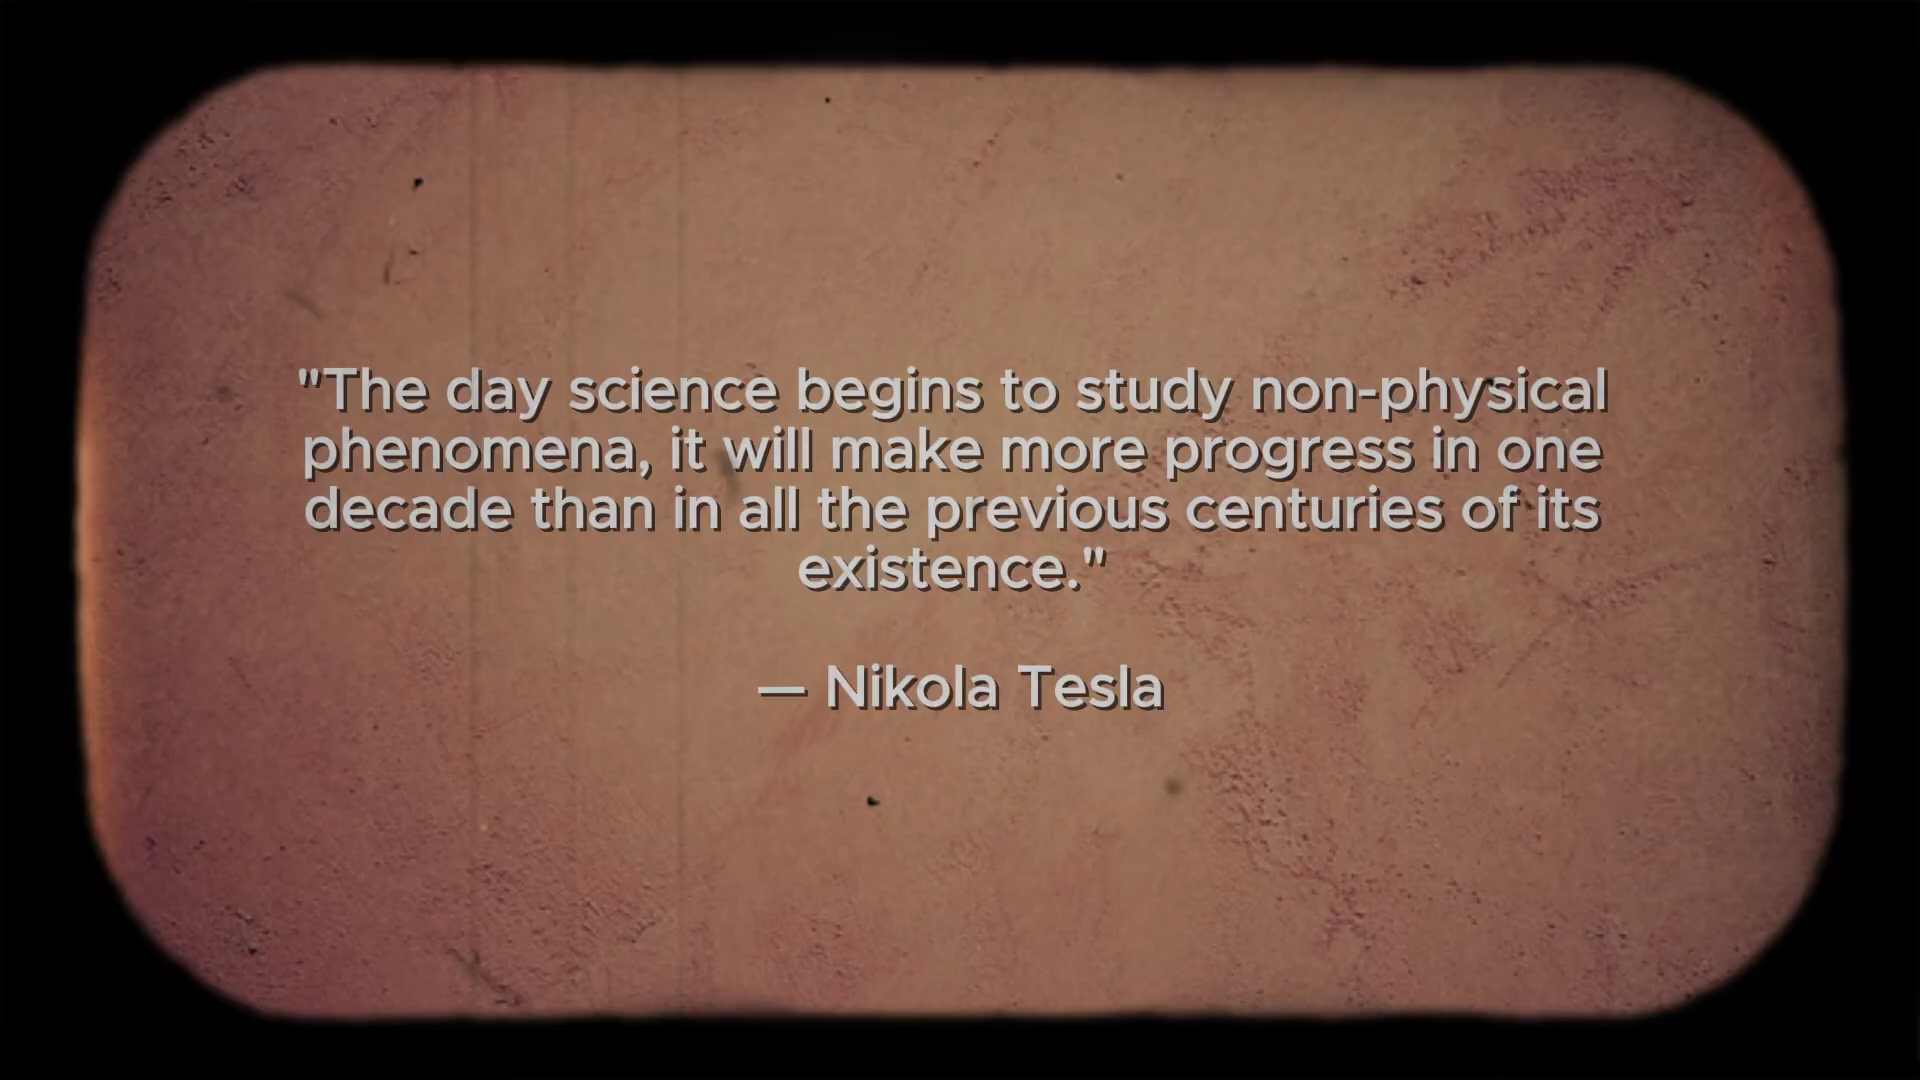 "The day science begins to study non-physical
phenomena, it will make more progress in one
decade than in all the previous centuries of its
existence."
— Nikola Tesla